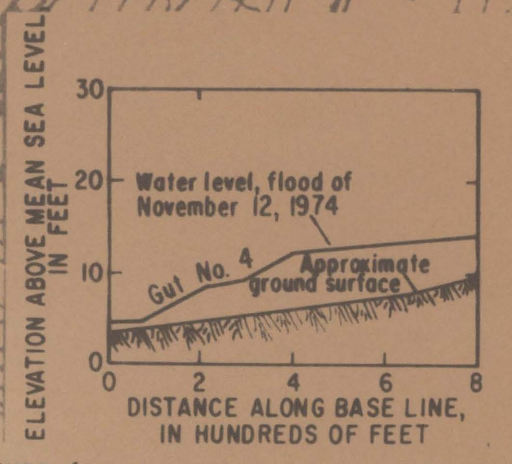 ELEVATION ABOVE MEAN SEA LEVEL
IN FEET
30
20
10
0
Water level, flood of
November 12, 1974
Gut No. 4
Approximate
ground surface
0 2 4 6 8
DISTANCE ALONG BASE LINE,
IN HUNDREDS OF FEET